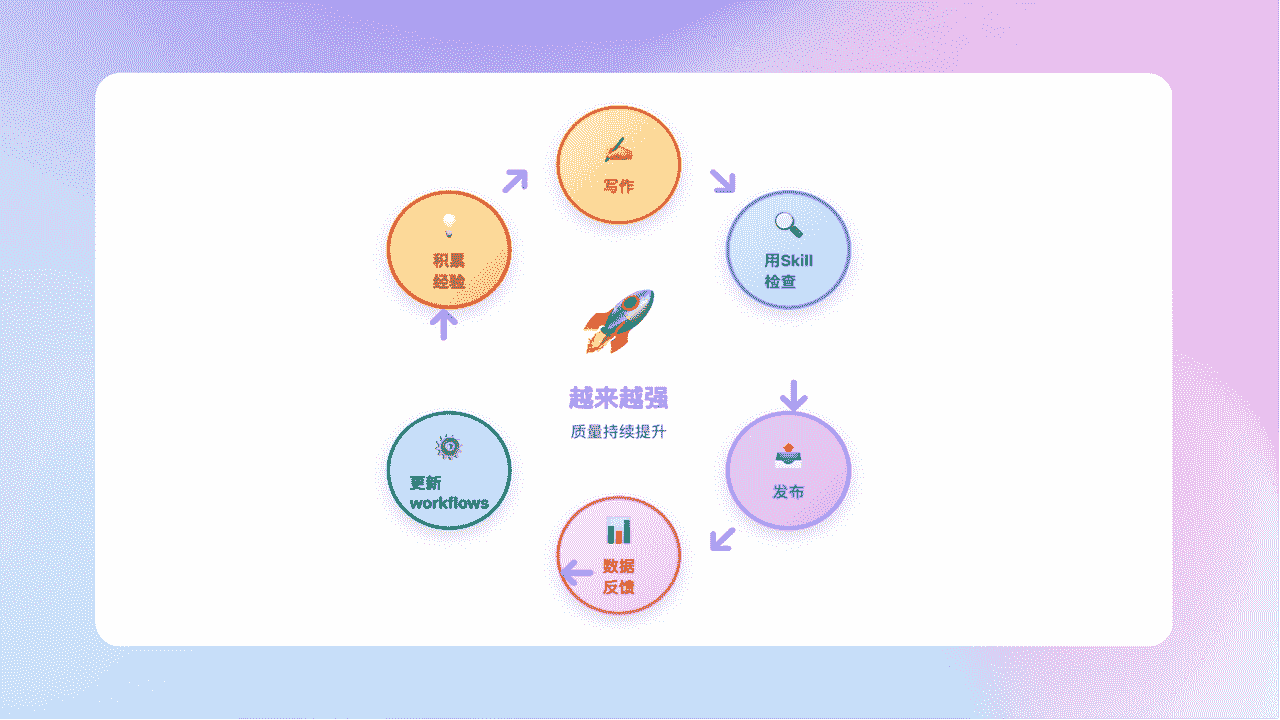 写作
用Skill
检查
发布
数据
反馈
更新
workflows
积累
经验
越来越强
质量持续提升